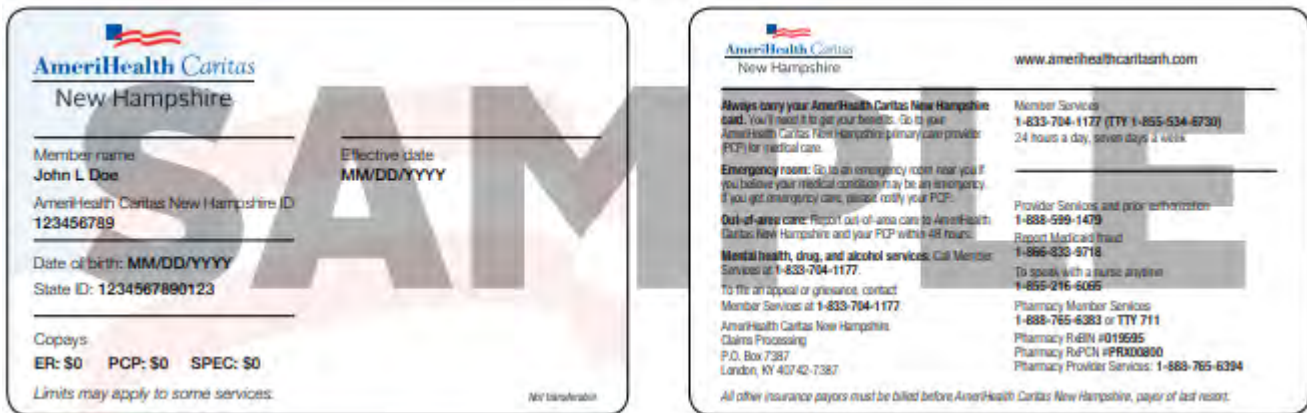 AmeriHealth Caritas
New Hampshire
Member name
John L Doe
AmeriHealth Caritas New Hampshire ID
123456789
Date of birth: MM/DD/YYYY
State ID: 1234567890123
Effective date
MM/DD/YYYY
Copays
ER: $0 PCP: $0 SPEC: $0
Limits may apply to some services.
Not transferable
AmeriHealth Caritas
New Hampshire
www.amerihealthcaritasnh.com
Always carry your AmeriHealth Caritas New Hampshire
card. You'll need it to get your benefits. Go to your
AmeriHealth Caritas New Hampshire primary care provider
(PCP) for medical care.
Emergency room: Go to an emergency room near you if
you believe your medical condition may be an emergency.
If you get emergency care, please notify your PCP.
Out-of-area care: Report out-of-area care to AmeriHealth
Caritas New Hampshire and your PCP within 48 hours.
Mental health, drug, and alcohol services: Call Member
Services at 1-833-704-1177.
To file an appeal or grievance, contact
Member Services at 1-833-704-1177
AmeriHealth Caritas New Hampshire
Claims Processing
P.O. Box 7387
London, KY 40742-7387
Member Services
1-833-704-1177 (TTY 1-855-534-6730)
24 hours a day, seven days a week
Provider Services and prior authorization
1-888-599-1479
Report Medicaid fraud
1-866-833-9718
To speak with a nurse anytime
1-855-216-6065
Pharmacy Member Services
1-888-765-6383 or TTY 711
Pharmacy RxBIN #019595
Pharmacy RxPCN #PRX00800
Pharmacy Provider Services: 1-888-765-6394
All other insurance payors must be billed before AmeriHealth Caritas New Hampshire, payor of last resort.
SAMPLE